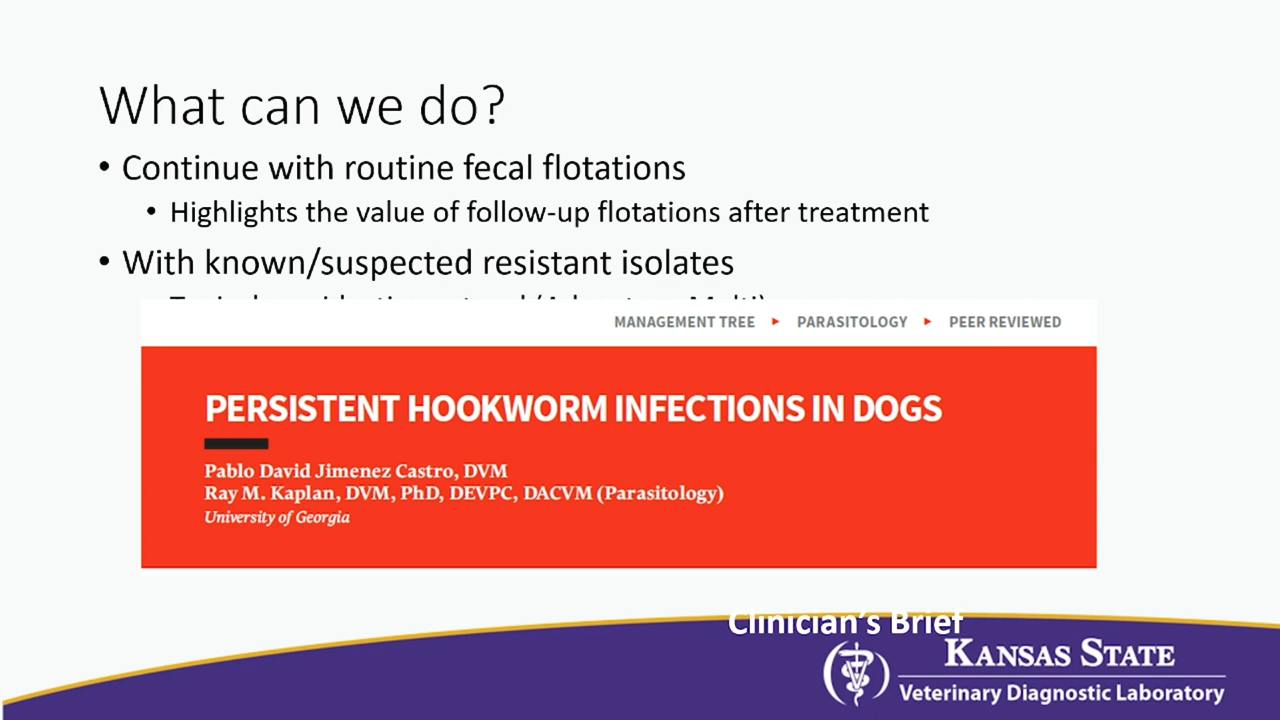 What can we do?
• Continue with routine fecal flotations
• Highlights the value of follow-up flotations after treatment
• With known/suspected resistant isolates
MANAGEMENT TREE ▸ PARASITOLOGY ▸ PEER REVIEWED
PERSISTENT HOOKWORM INFECTIONS IN DOGS
Pablo David Jimenez Castro, DVM
Ray M. Kaplan, DVM, PhD, DEVPC, DACVM (Parasitology)
University of Georgia
Clinician's Brief
KANSAS STATE
Veterinary Diagnostic Laboratory